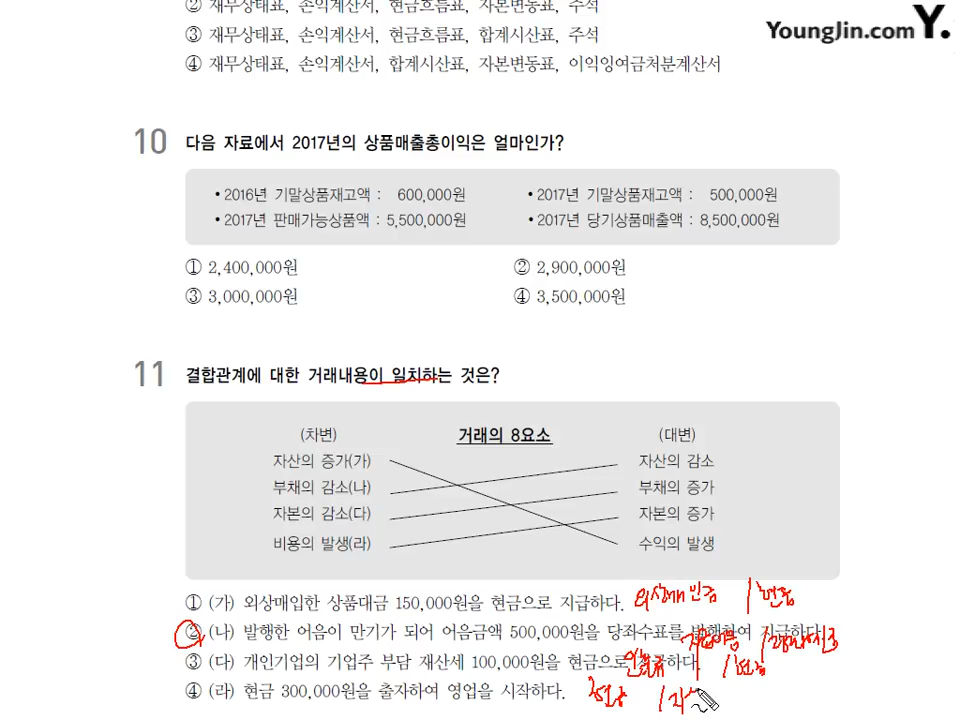 ② 재무상태표, 손익계산서, 현금흐름표, 자본변동표, 주석
YoungJin.com Y.
③ 재무상태표, 손익계산서, 현금흐름표, 합계시산표, 주석
④ 재무상태표, 손익계산서, 합계시산표, 자본변동표, 이익잉여금처분계산서
10 다음 자료에서 2017년의 상품매출총이익은 얼마인가?
• 2016년 기말상품재고액 : 600,000원 • 2017년 기말상품재고액 : 500,000원
• 2017년 판매가능상품액 : 5,500,000원 • 2017년 당기상품매출액 : 8,500,000원
① 2,400,000원 ② 2,900,000원
③ 3,000,000원 ④ 3,500,000원
11 결합관계에 대한 거래내용이 일치하는 것은?
(차변) 거래의 8요소 (대변)
자산의 증가(가) 자산의 감소
부채의 감소(나) 부채의 증가
자본의 감소(다) 자본의 증가
비용의 발생(라) 수익의 발생
① (가) 외상매입한 상품대금 150,000원을 현금으로 지급하다. 외상매입금 / 현금
② (나) 발행한 어음이 만기가 되어 어음금액 500,000원을 당좌수표를 발행하여 지급하다.
③ (다) 개인기업의 기업주 부담 재산세 100,000원을 현금으로 지급하다. 인출금 / 현금
④ (라) 현금 300,000원을 출자하여 영업을 시작하다. 현금 /